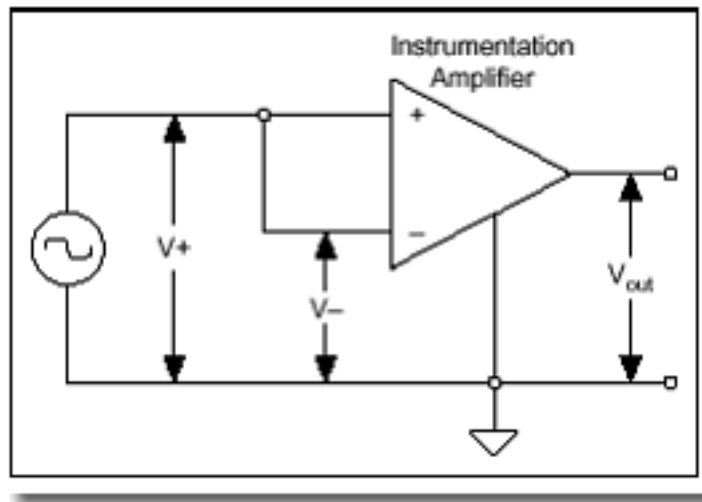 Instrumentation
Amplifier
+
V+
–
V–
Vout